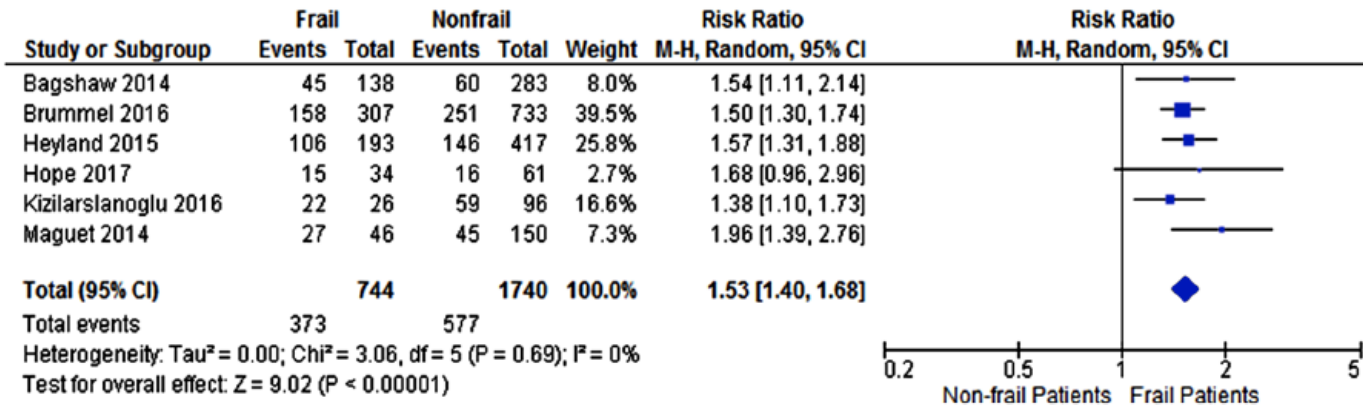 Frail Nonfrail Risk Ratio Risk Ratio
Study or Subgroup Events Total Events Total Weight M-H, Random, 95% CI M-H, Random, 95% CI
Bagshaw 2014 45 138 60 283 8.0% 1.54 [1.11, 2.14]
Brummel 2016 158 307 251 733 39.5% 1.50 [1.30, 1.74]
Heyland 2015 106 193 146 417 25.8% 1.57 [1.31, 1.88]
Hope 2017 15 34 16 61 2.7% 1.68 [0.96, 2.96]
Kizilarslanoglu 2016 22 26 59 96 16.6% 1.38 [1.10, 1.73]
Maguet 2014 27 46 45 150 7.3% 1.96 [1.39, 2.76]
Total (95% CI) 744 1740 100.0% 1.53 [1.40, 1.68]
Total events 373 577
Heterogeneity: Tau² = 0.00; Chi² = 3.06, df = 5 (P = 0.69); I² = 0%
Test for overall effect: Z = 9.02 (P < 0.00001)
0.2 0.5 1 2 5
Non-frail Patients Frail Patients